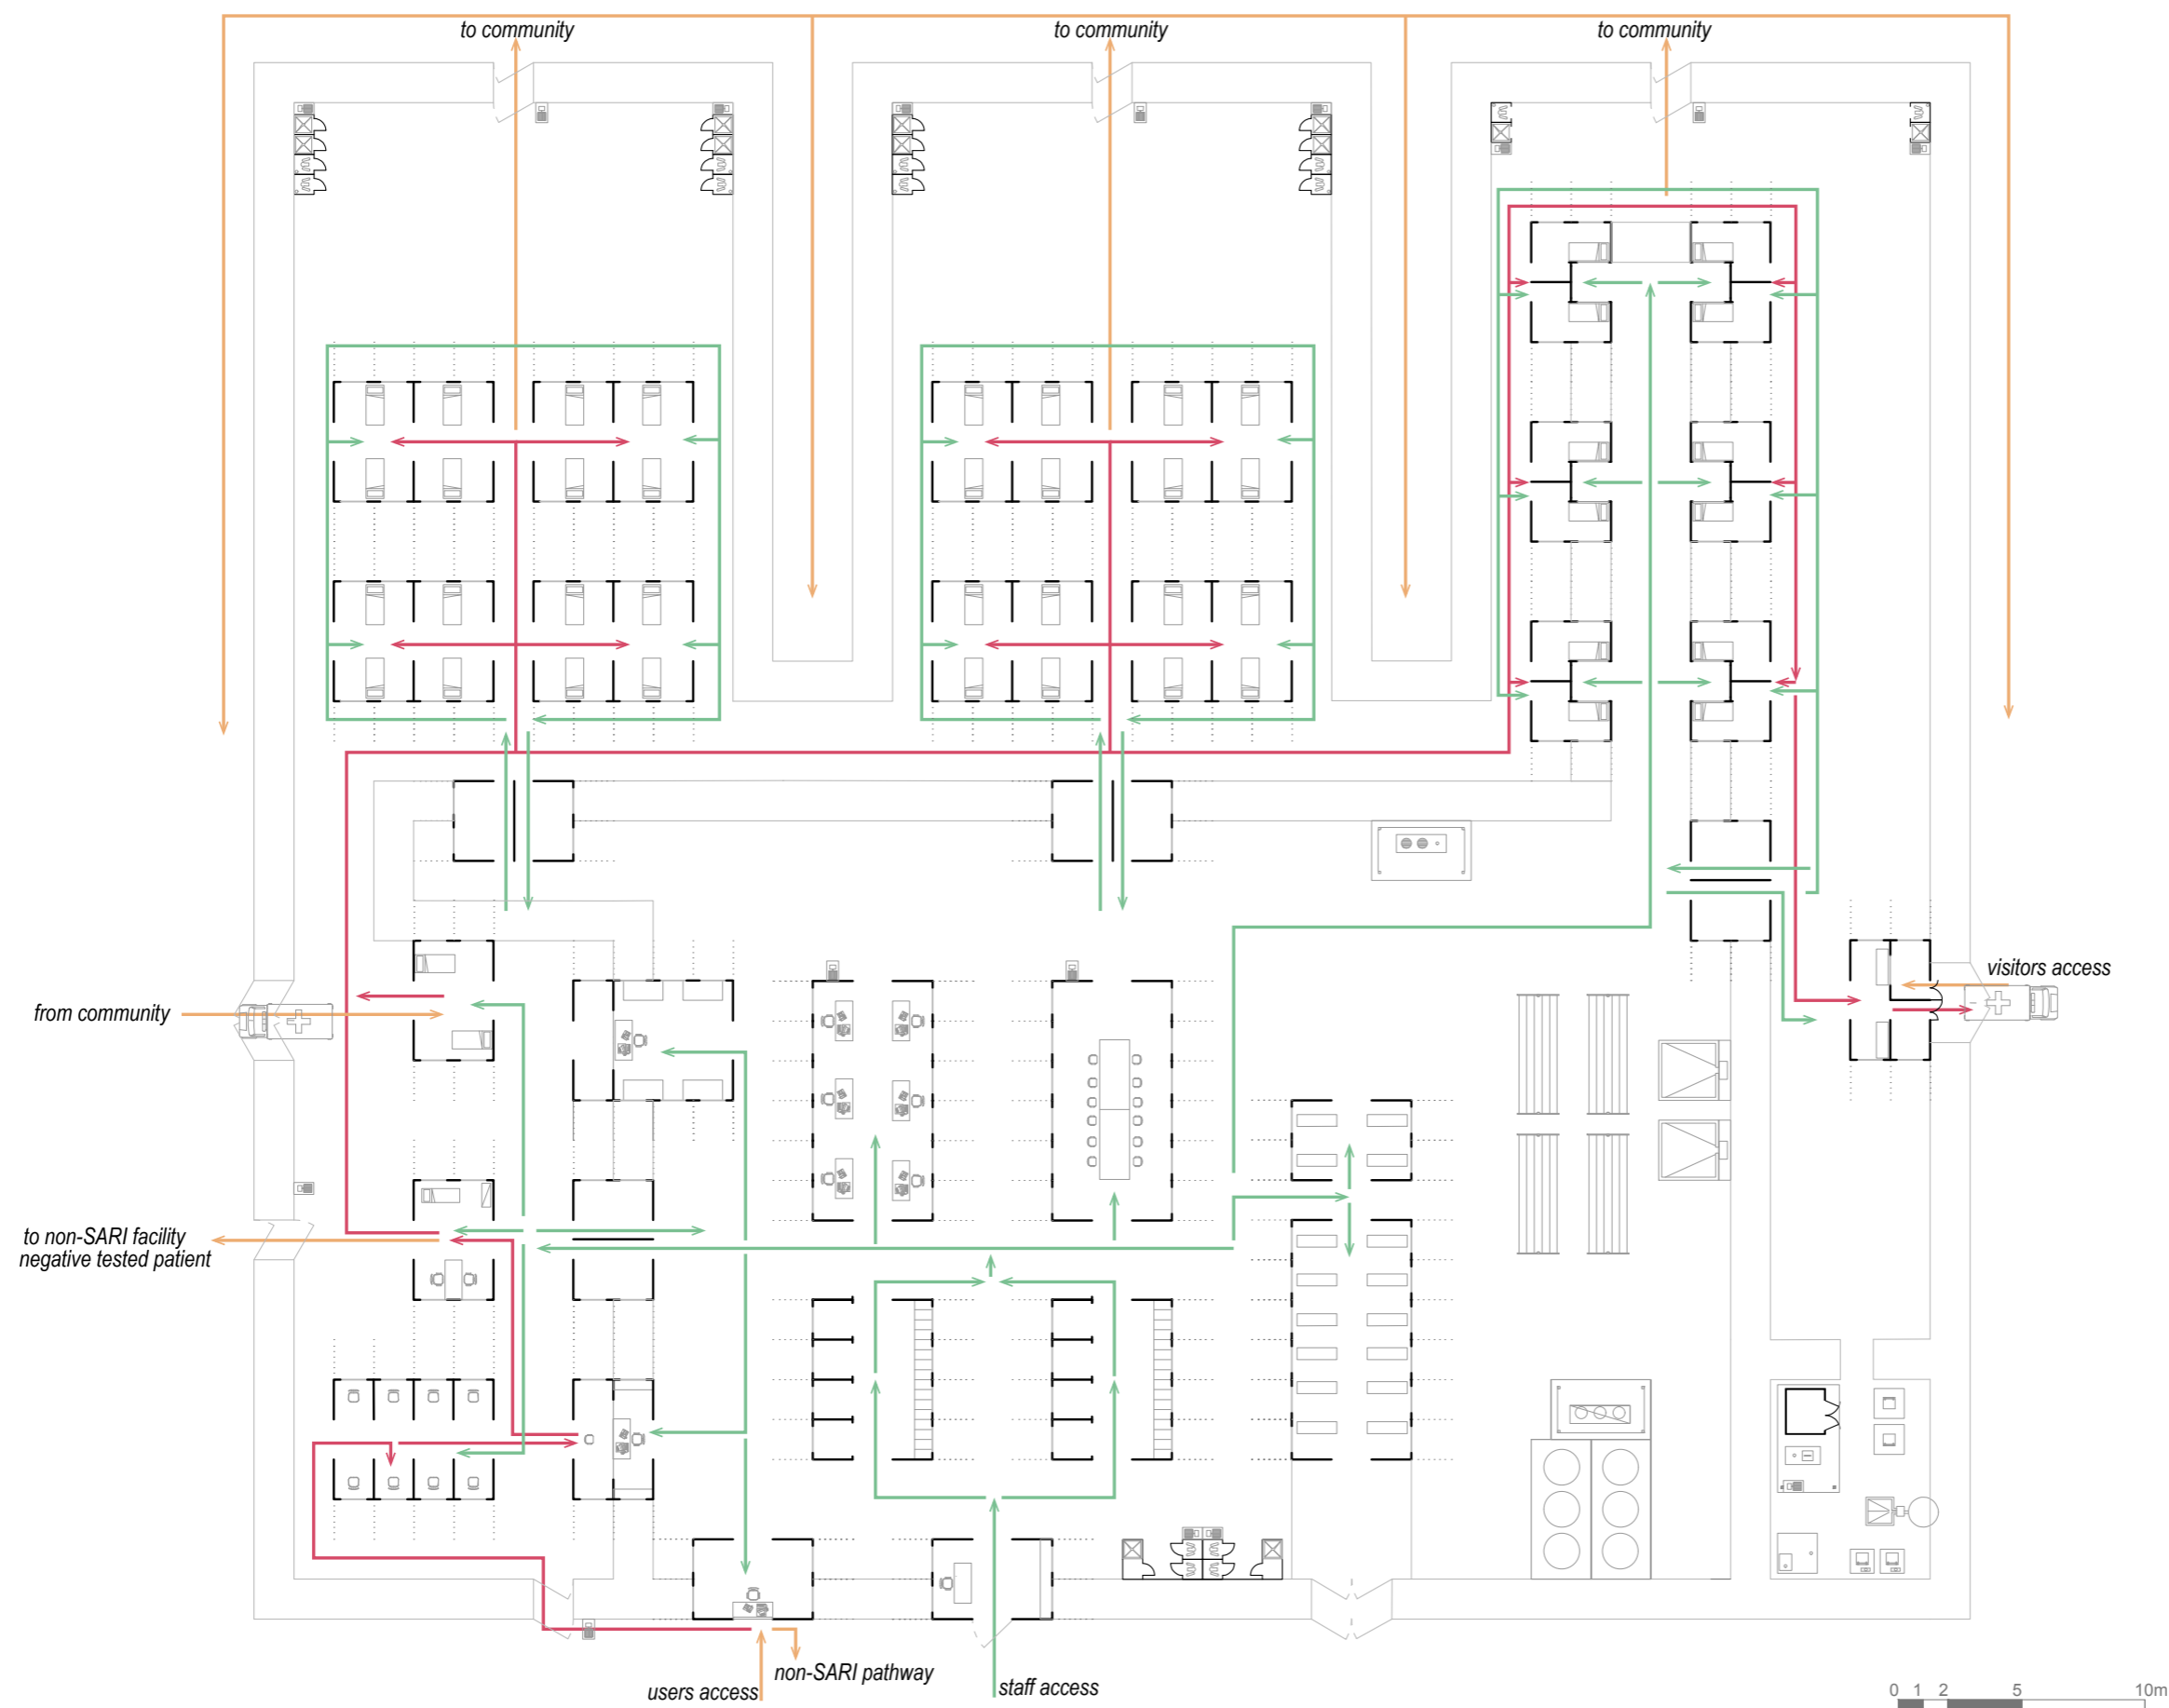 to community
to community
to community
visitors access
from community
to non-SARI facility
negative tested patient
non-SARI pathway
users access
staff access
0 1 2 5 10m